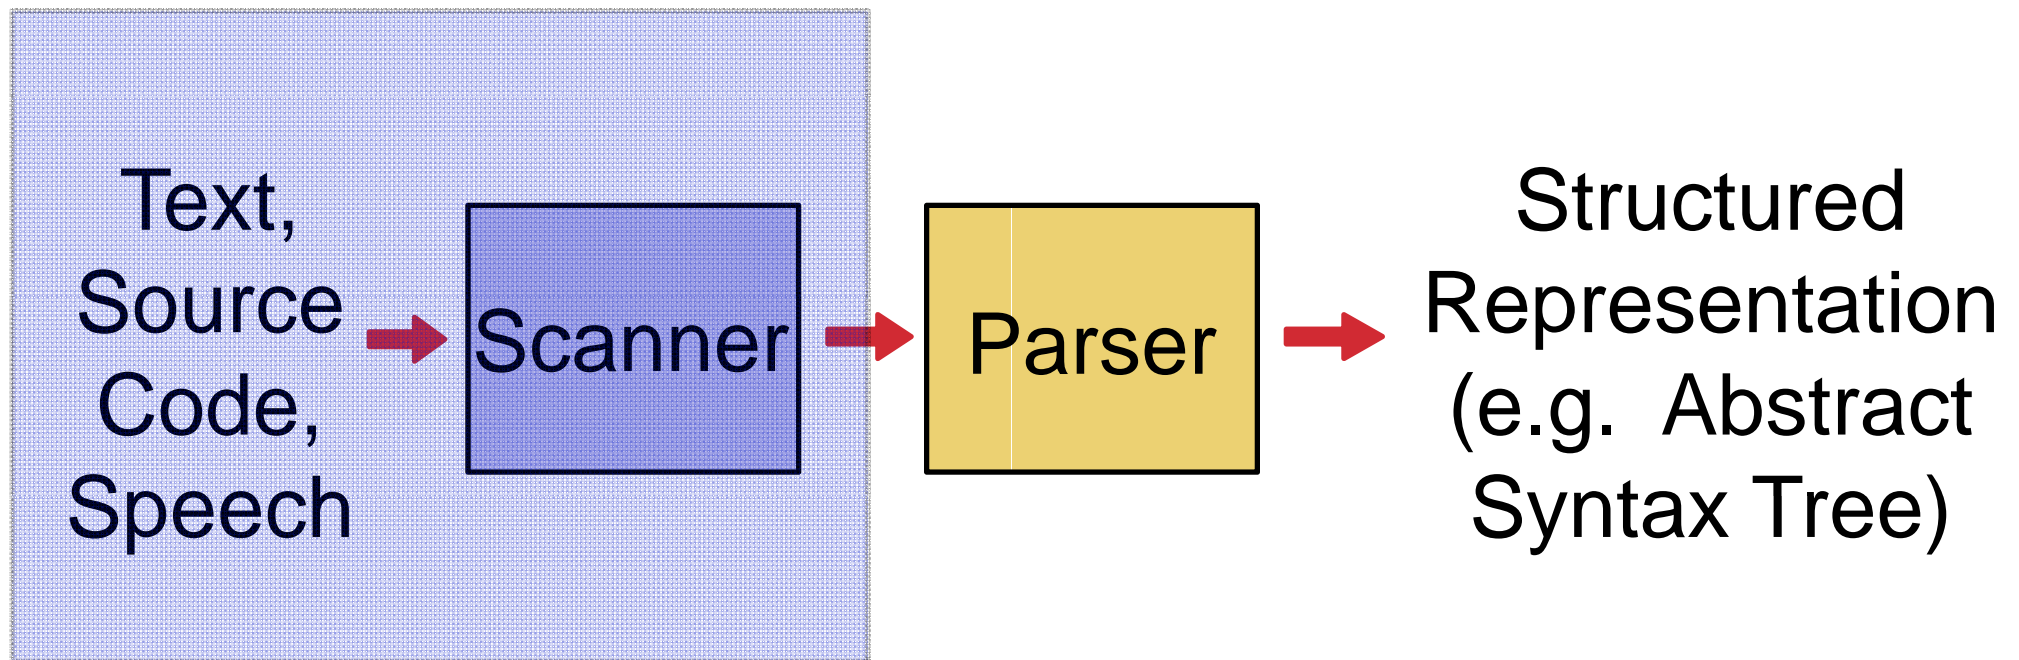 Text,
Source
Code,
Speech
Scanner
Parser
Structured
Representation
(e.g.  Abstract
Syntax Tree)